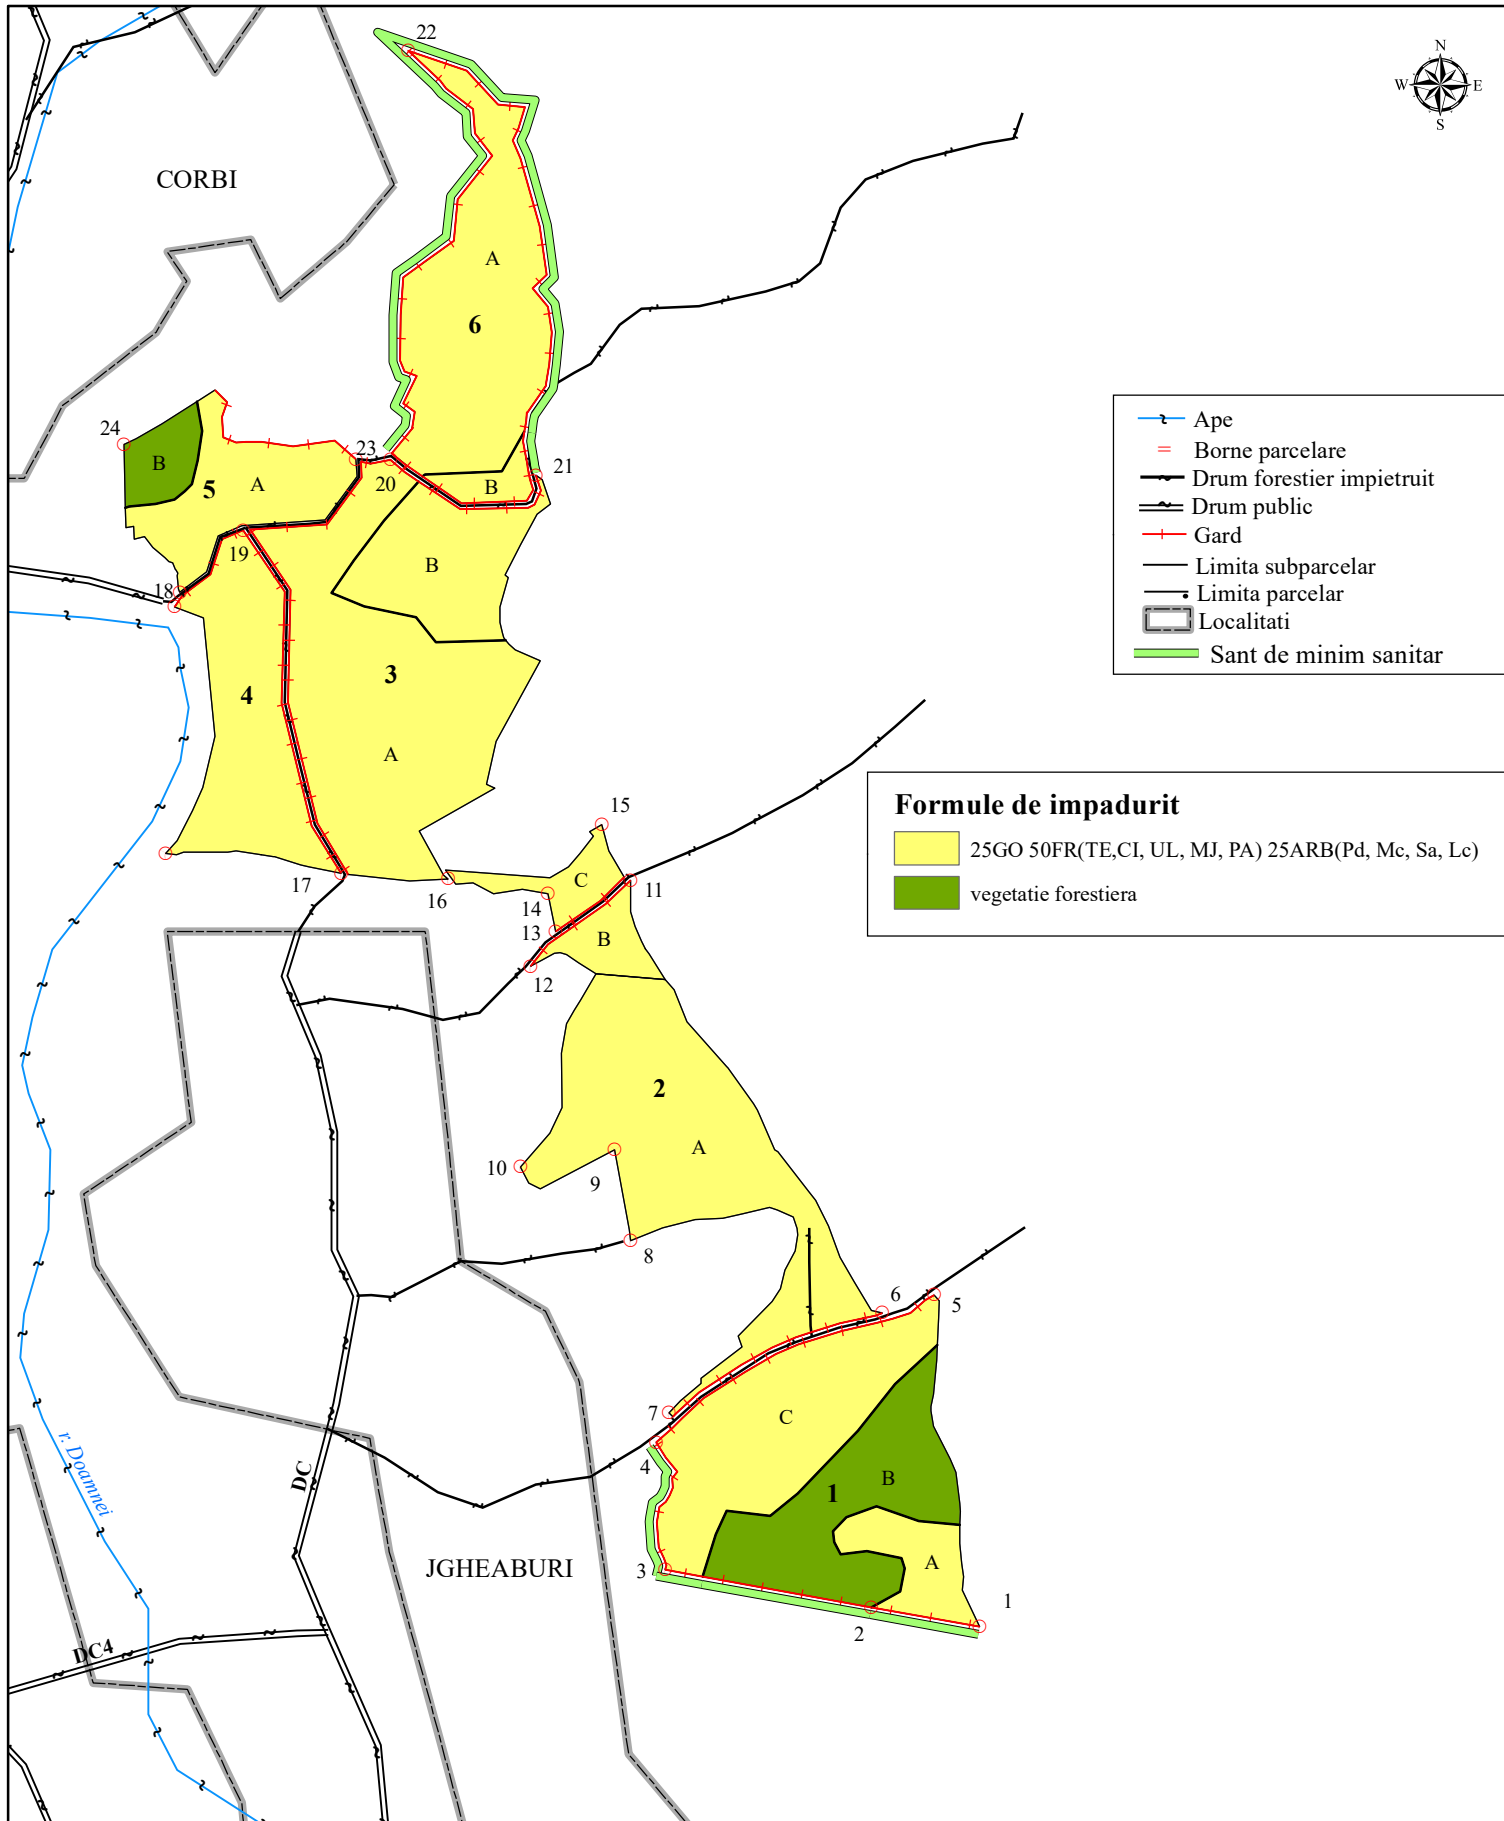 22
N
W E
S
CORBI
A
6
24
B
5
A
23
20
21
B
19
B
18
3
4
A
Ape
Borne parcelare
Drum forestier impietruit
Drum public
Gard
Limita subparcelar
Limita parcelar
Localitati
Sant de minim sanitar
Formule de impadurit
25GO 50FR(TE,CI, UL, MJ, PA) 25ARB(Pd, Mc, Sa, Lc)
vegetatie forestiera
15
17
16
14
C
11
13
B
12
2
A
10
9
8
6
5
7
C
4
B
1
A
r. Doamnei
DC
JGHEABURI
3
1
2
DC4